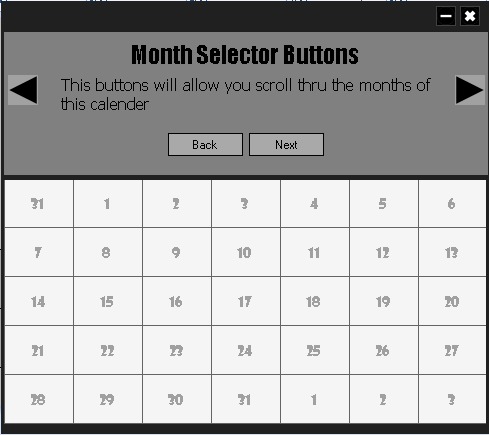 Month Selector Buttons
This buttons will allow you scroll thru the months of
this calender
Back Next
31 1 2 3 4 5 6
7 8 9 10 11 12 13
14 15 16 17 18 19 20
21 22 23 24 25 26 27
28 29 30 31 1 2 3